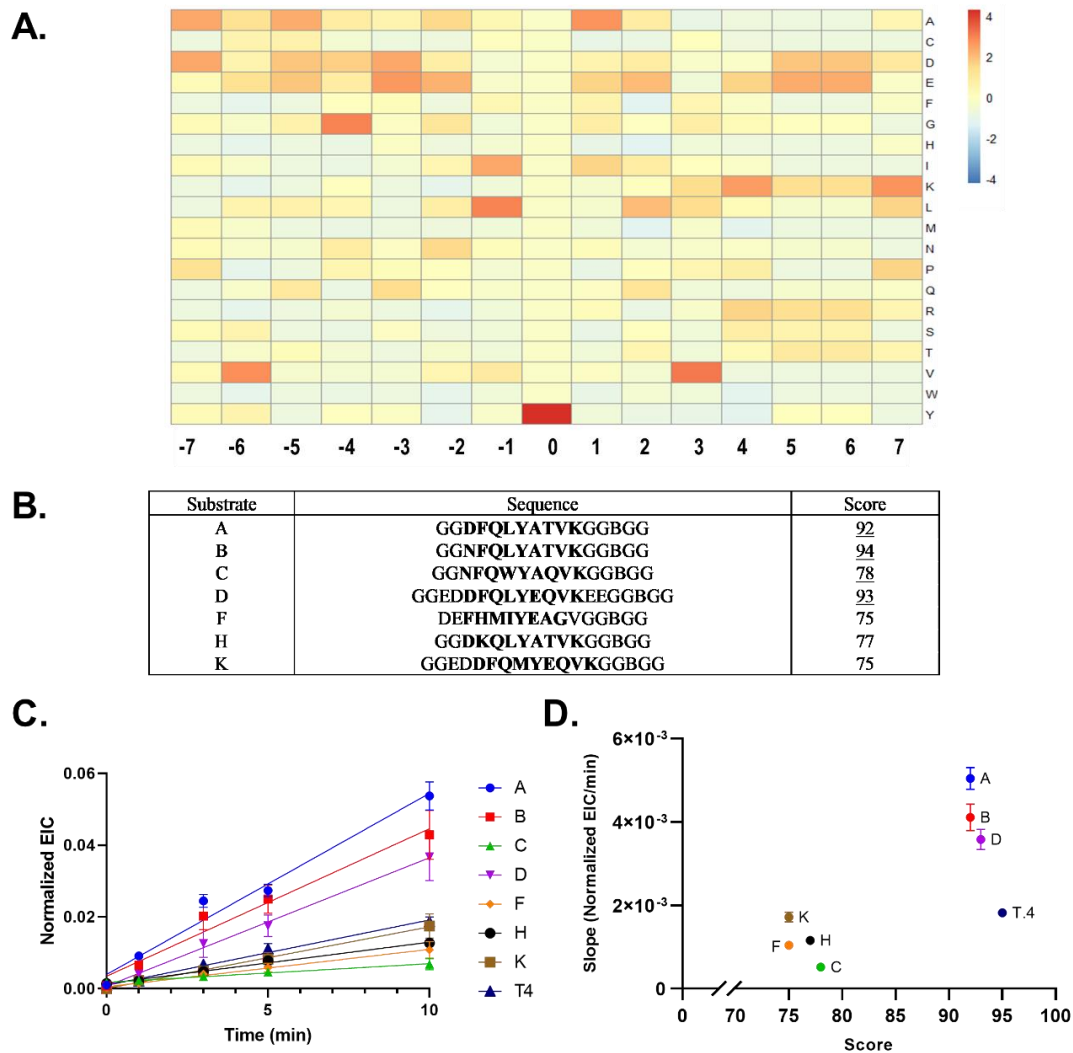 A.
A
C
D
E
F
G
H
I
K
L
M
N
P
Q
R
S
T
V
W
Y
4
2
0
-2
-4
-7 -6 -5 -4 -3 -2 -1 0 1 2 3 4 5 6 7
B.
Substrate Sequence Score
A GGDFQLYATVKGGBGG 92
B GGNFQLYATVKGGBGG 94
C GGNFQWYAQVKGGBGG 78
D GGEDDFQLYEQVKEEGGBGG 93
F DEFHMIYEAGVGGBGG 75
H GGDKQLYATVKGGBGG 77
K GGEDDFQMYEQVKGGBGG 75
C.
Normalized EIC
0.06
0.04
0.02
0.00
0 5 10
Time (min)
A
B
C
D
F
H
K
T4
D.
Slope (Normalized EIC/min)
6×10⁻³
4×10⁻³
2×10⁻³
0
0 70 75 80 85 90 95 100
Score
A
B
D
T.4
K
F
H
C